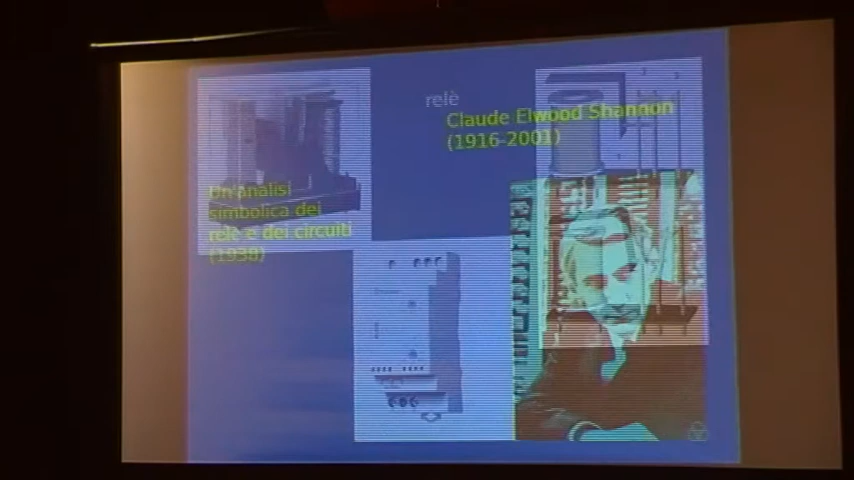 relè
Claude Elwood Shannon
(1916-2001)
Un'analisi
simbolica dei
relè e dei circuiti
(1938)